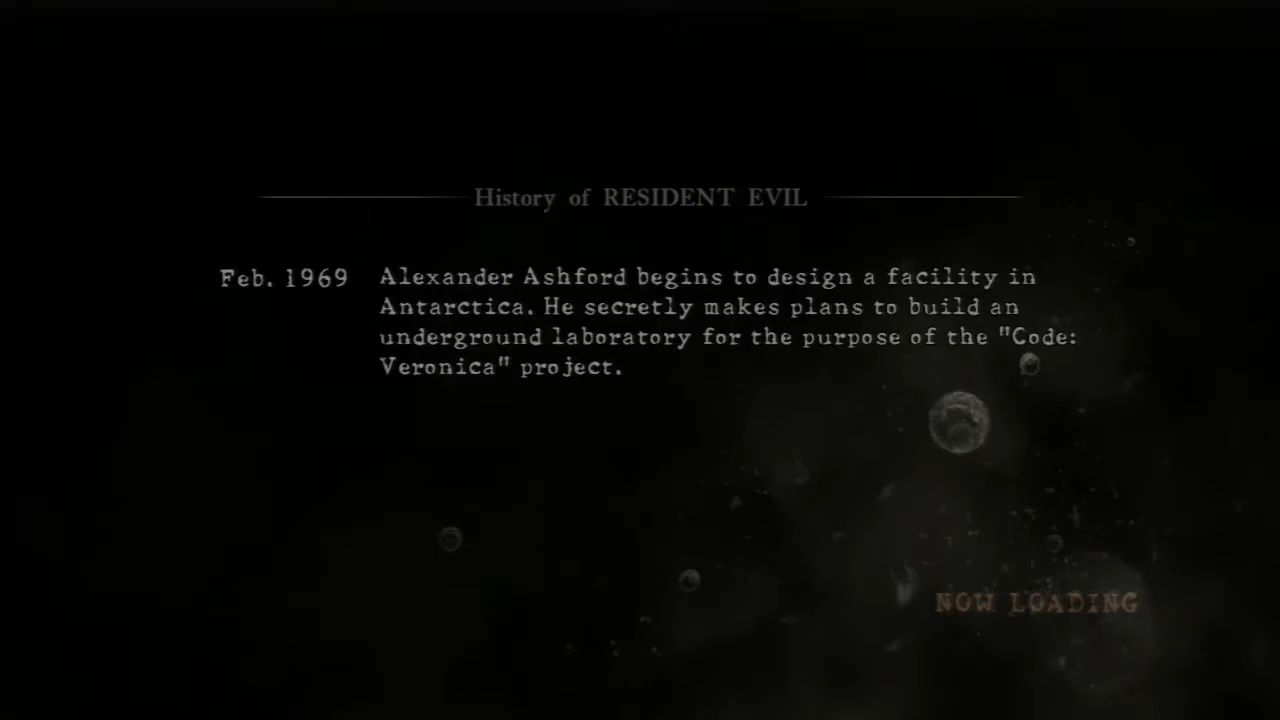 History of RESIDENT EVIL
Feb. 1969 Alexander Ashford begins to design a facility in
Antarctica. He secretly makes plans to build an
underground laboratory for the purpose of the "Code:
Veronica" project.
NOW LOADING